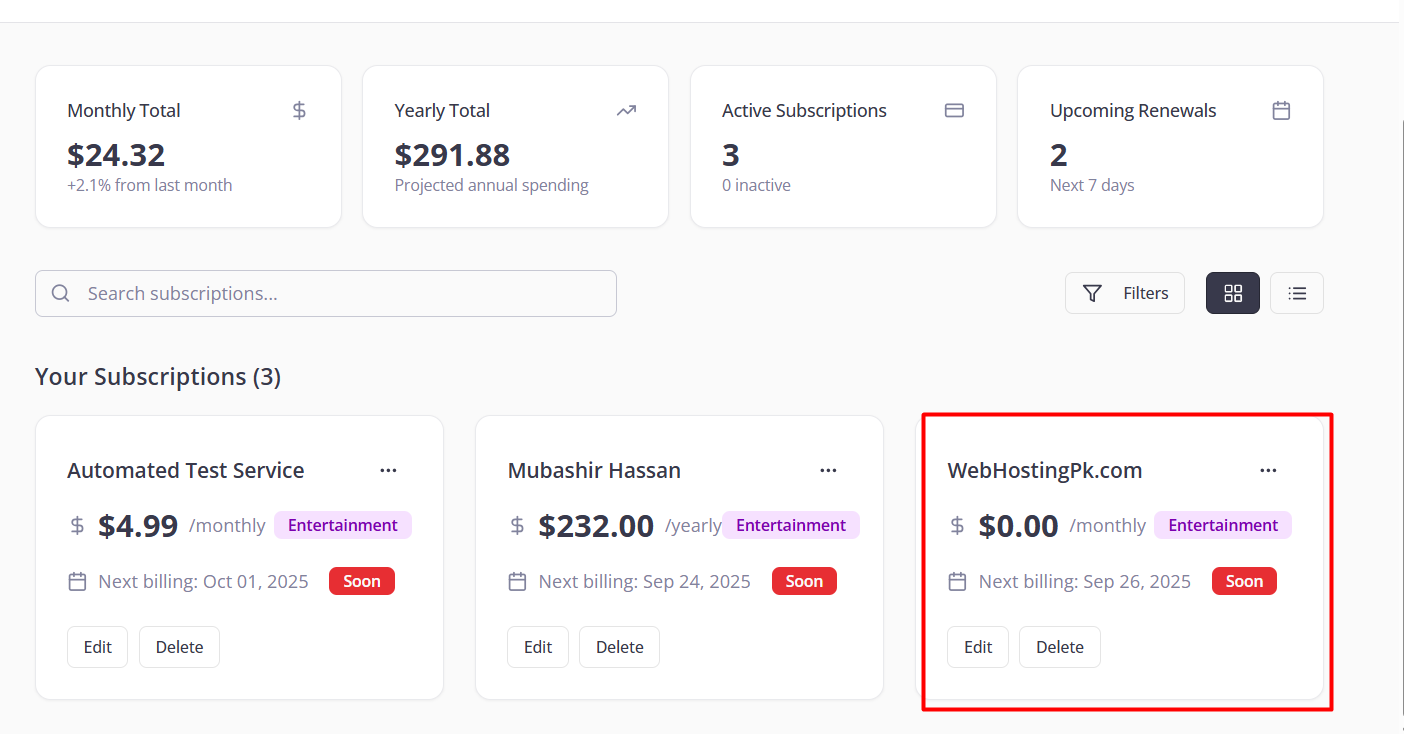 Monthly Total
$24.32
+2.1% from last month
Yearly Total
$291.88
Projected annual spending
Active Subscriptions
3
0 inactive
Upcoming Renewals
2
Next 7 days
Search subscriptions...
Filters
Your Subscriptions (3)
Automated Test Service
$4.99 /monthly Entertainment
Next billing: Oct 01, 2025 Soon
Edit Delete
Mubashir Hassan
$232.00 /yearly Entertainment
Next billing: Sep 24, 2025 Soon
Edit Delete
WebHostingPk.com
$0.00 /monthly Entertainment
Next billing: Sep 26, 2025 Soon
Edit Delete